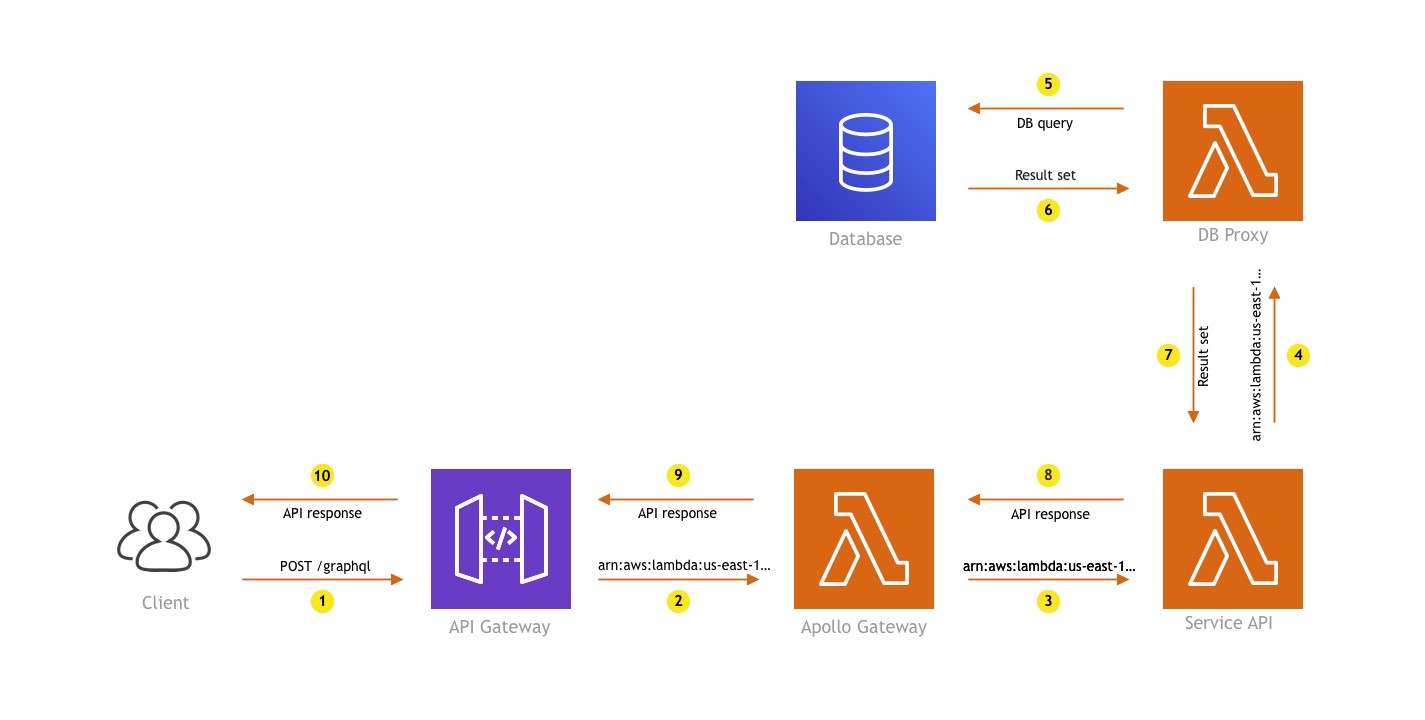 5
DB query
Result set
6
Database
DB Proxy
7
Result set
arn:aws:lambda:us-east-1...
4
10
API response
POST /graphql
1
Client
API Gateway
9
API response
arn:aws:lambda:us-east-1...
2
Apollo Gateway
8
API response
arn:aws:lambda:us-east-1...
3
Service API